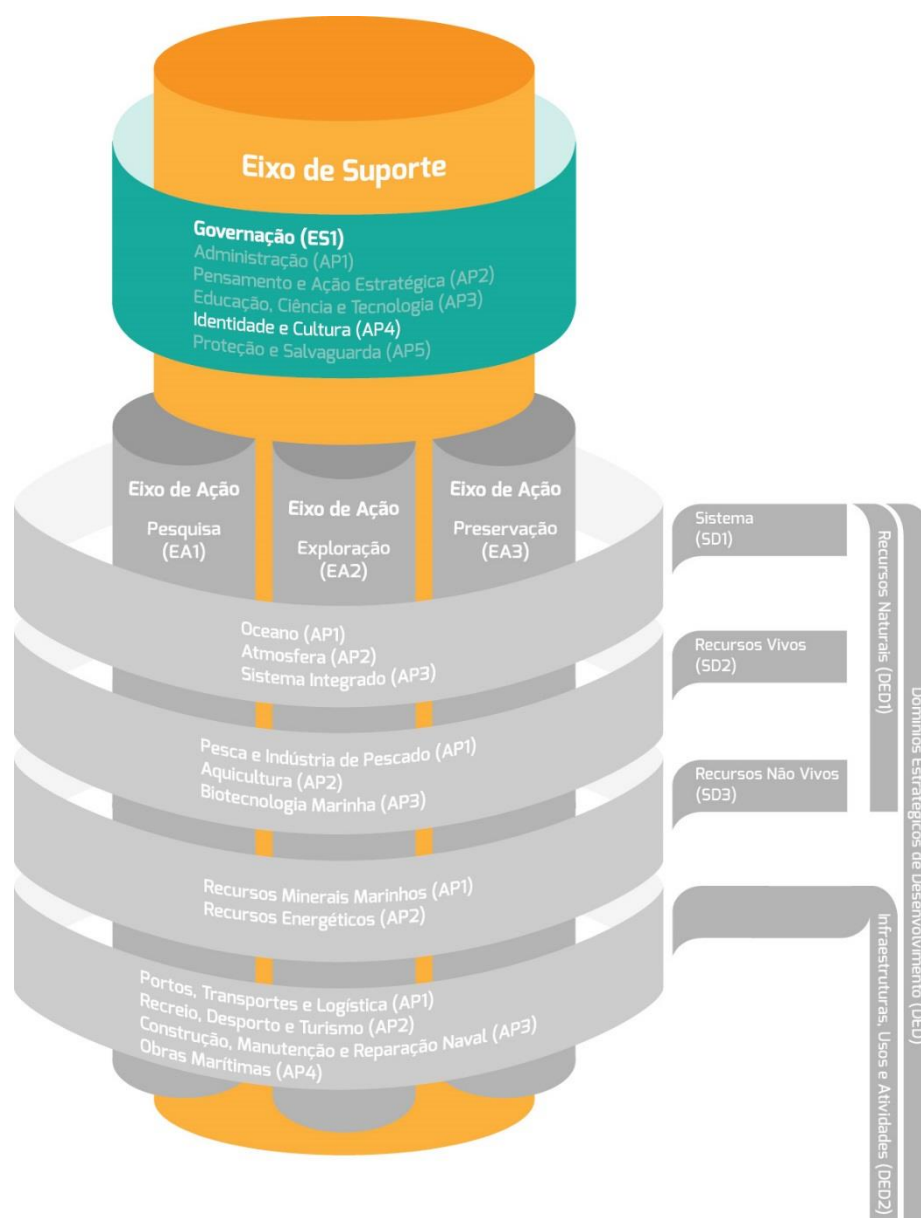 Eixo de Suporte
Governação (ES1)
Administração (AP1)
Pensamento e Ação Estratégica (AP2)
Educação, Ciência e Tecnologia (AP3)
Identidade e Cultura (AP4)
Proteção e Salvaguarda (AP5)
Eixo de Ação
Pesquisa
(EA1)
Eixo de Ação
Exploração
(EA2)
Eixo de Ação
Preservação
(EA3)
Oceano (AP1)
Atmosfera (AP2)
Sistema Integrado (AP3)
Sistema
(SD1)
Pesca e Indústria de Pescado (AP1)
Aquicultura (AP2)
Biotecnologia Marinha (AP3)
Recursos Vivos
(SD2)
Recursos Minerais Marinhos (AP1)
Recursos Energéticos (AP2)
Recursos Não Vivos
(SD3)
Portos, Transportes e Logística (AP1)
Recreio, Desporto e Turismo (AP2)
Construção, Manutenção e Reparação Naval (AP3)
Obras Marítimas (AP4)
Recursos Naturais (DED1)
Infraestruturas, Usos e Atividades (DED2)
Domínios Estratégicos de Desenvolvimento (DED)